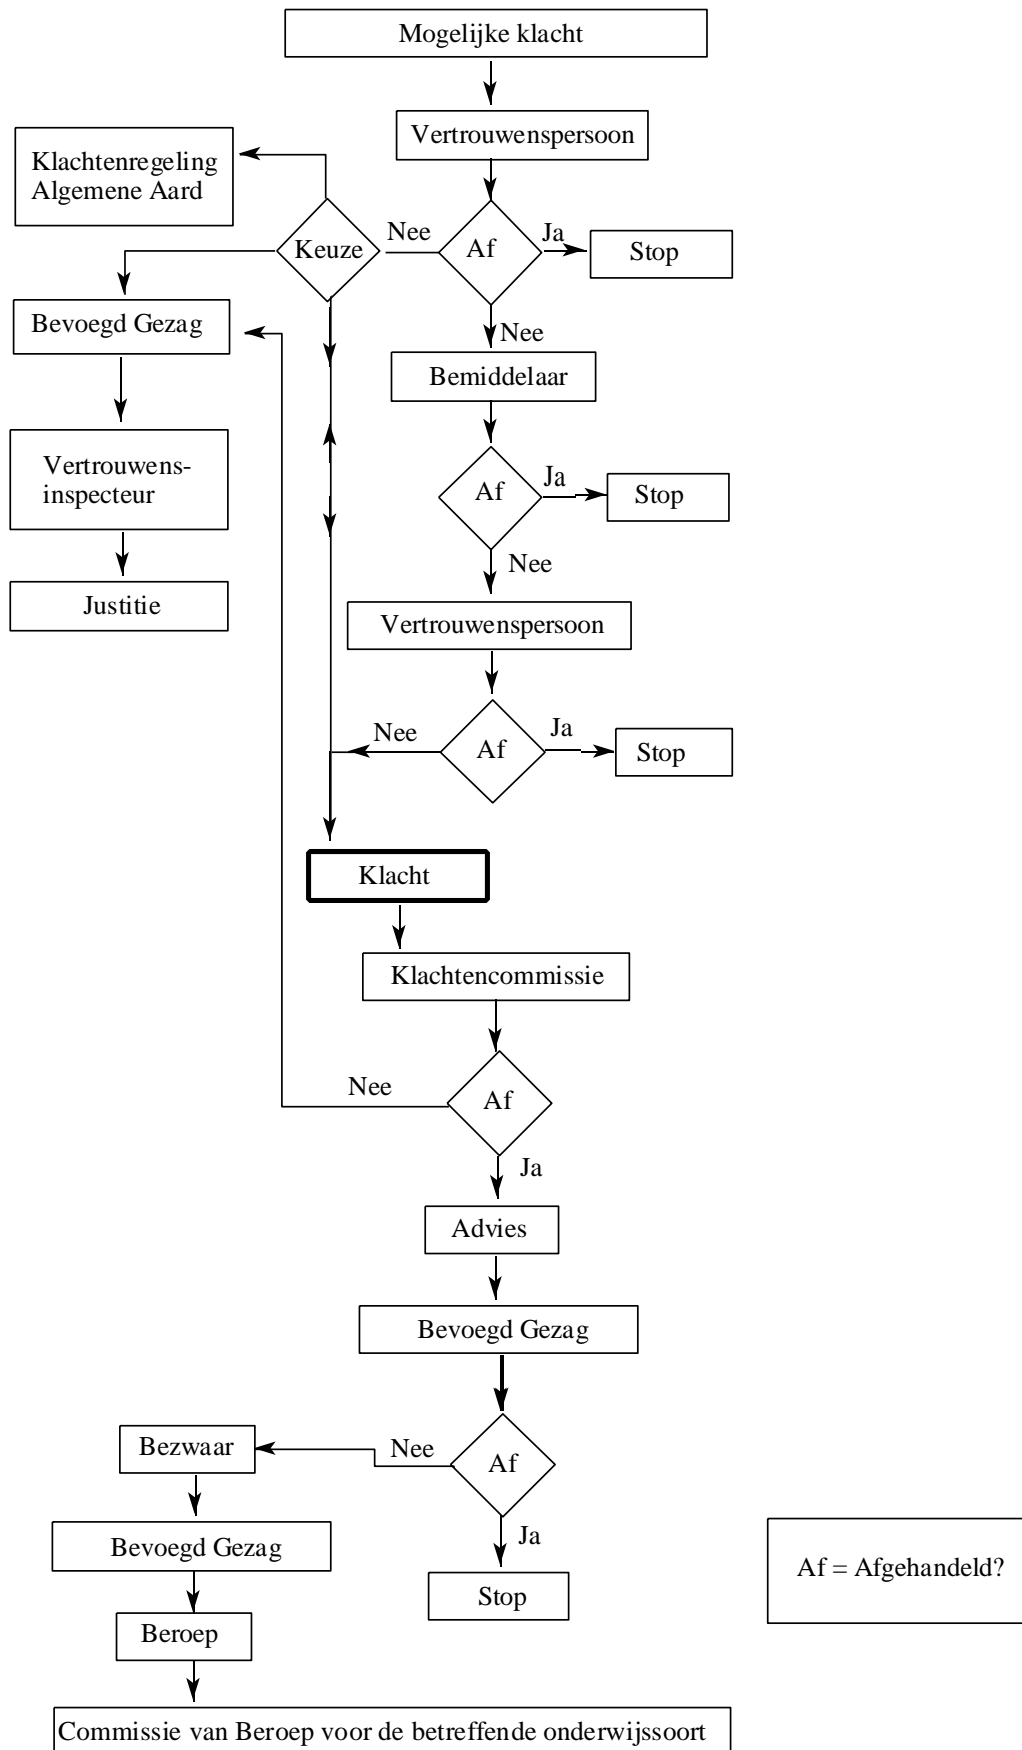 Mogelijke klacht
Vertrouwenspersoon
Klachtenregeling
Algemene Aard
Keuze
Nee
Af
Ja
Stop
Bevoegd Gezag
Nee
Bemiddelaar
Vertrouwens-
inspecteur
Af
Ja
Stop
Nee
Justitie
Vertrouwenspersoon
Nee
Af
Ja
Stop
Klacht
Klachtencommissie
Nee
Af
Ja
Advies
Bevoegd Gezag
Bezwaar
Nee
Af
Ja
Bevoegd Gezag
Stop
Af = Afgehandeld?
Beroep
Commissie van Beroep voor de betreffende onderwijssoort